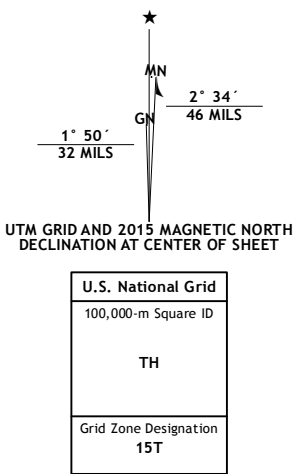 MN
2° 34´
46 MILS
GN
1° 50´
32 MILS
UTM GRID AND 2015 MAGNETIC NORTH
DECLINATION AT CENTER OF SHEET
U.S. National Grid
100,000-m Square ID
TH
Grid Zone Designation
15T